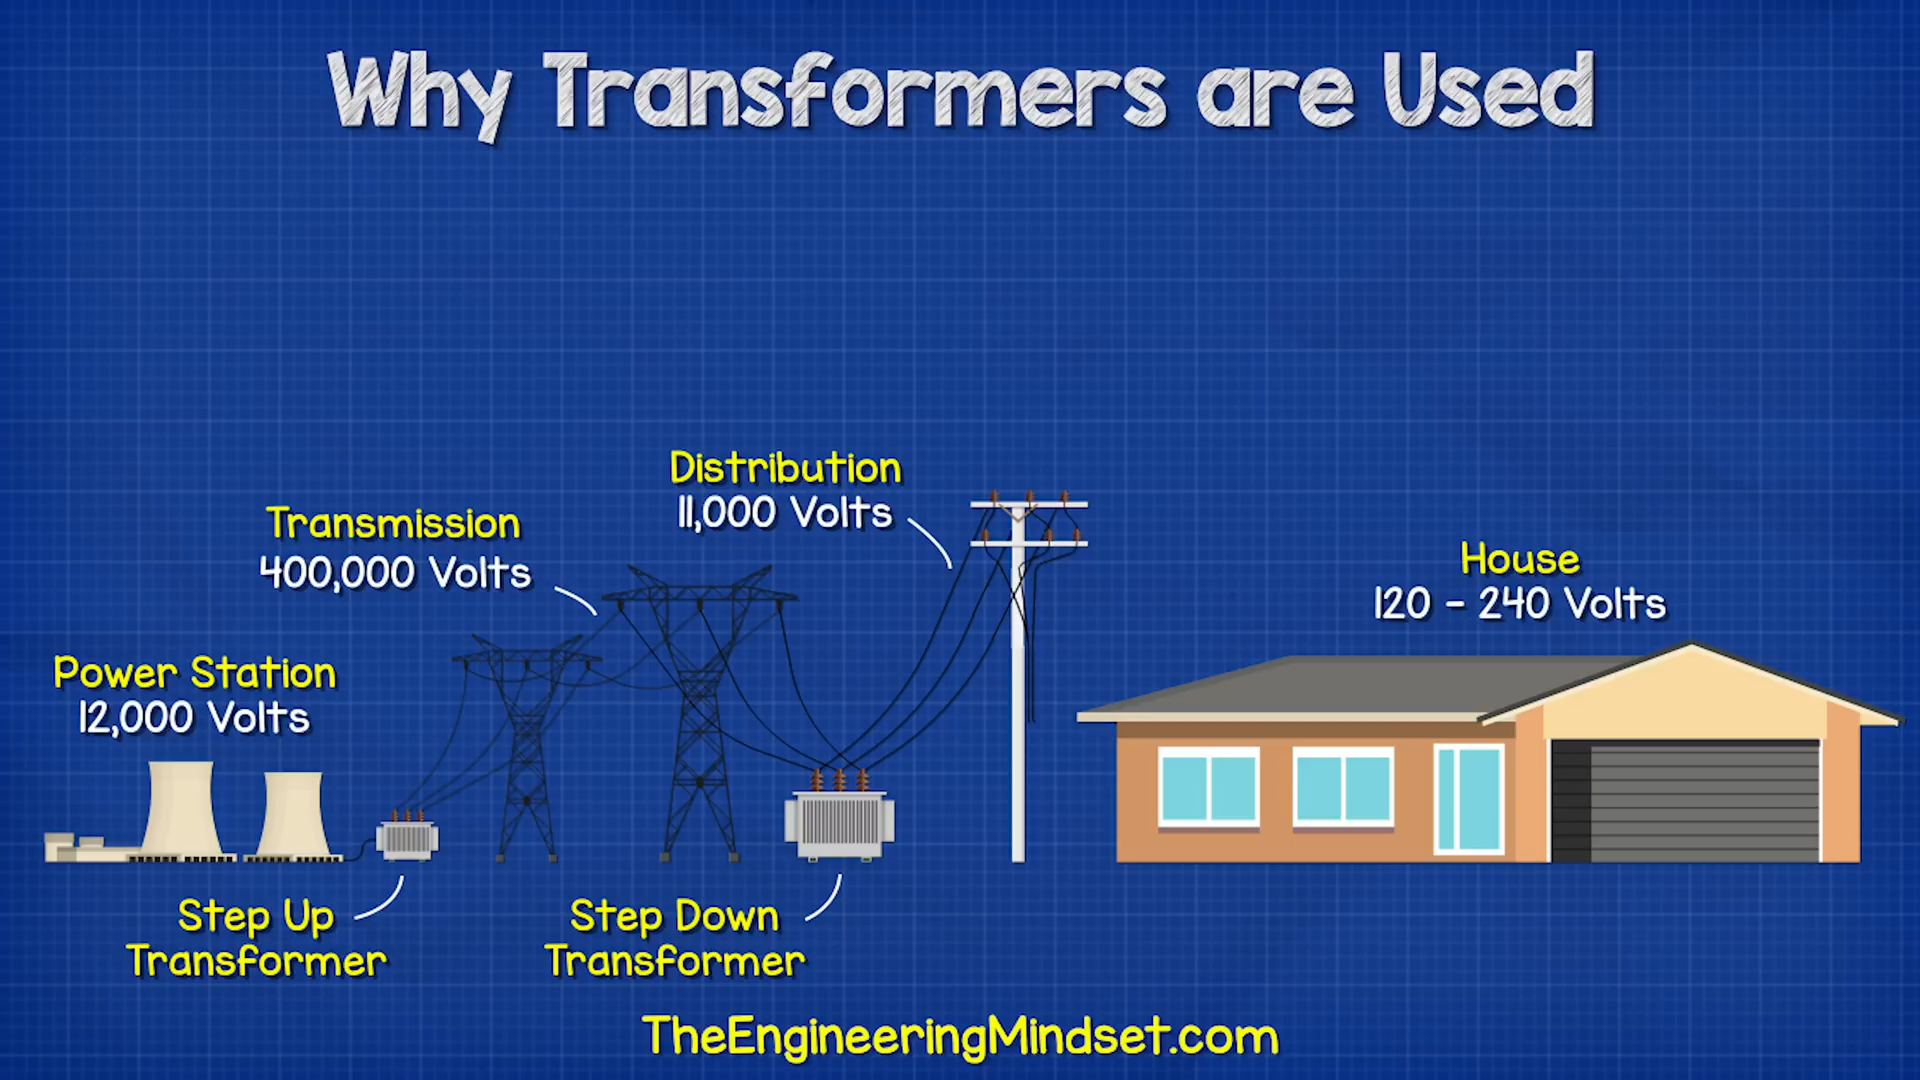 Why Transformers are Used
Distribution
11,000 Volts
Transmission
400,000 Volts
House
120 - 240 Volts
Power Station
12,000 Volts
Step Up
Transformer
Step Down
Transformer
TheEngineeringMindset.com